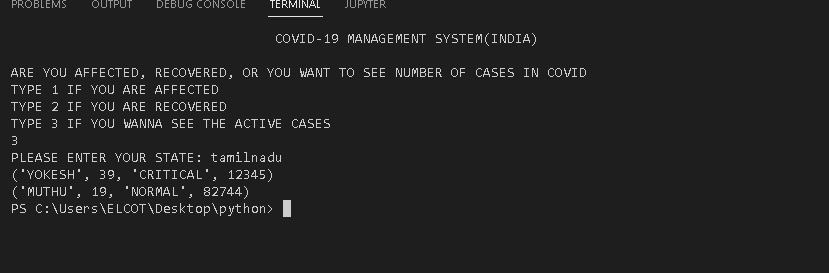 PROBLEMS OUTPUT DEBUG CONSOLE TERMINAL JUPYTER
COVID-19 MANAGEMENT SYSTEM(INDIA)
ARE YOU AFFECTED, RECOVERED, OR YOU WANT TO SEE NUMBER OF CASES IN COVID
TYPE 1 IF YOU ARE AFFECTED
TYPE 2 IF YOU ARE RECOVERED
TYPE 3 IF YOU WANNA SEE THE ACTIVE CASES
3
PLEASE ENTER YOUR STATE: tamilnadu
('YOKESH', 39, 'CRITICAL', 12345)
('MUTHU', 19, 'NORMAL', 82744)
PS C:\Users\ELCOT\Desktop\python>